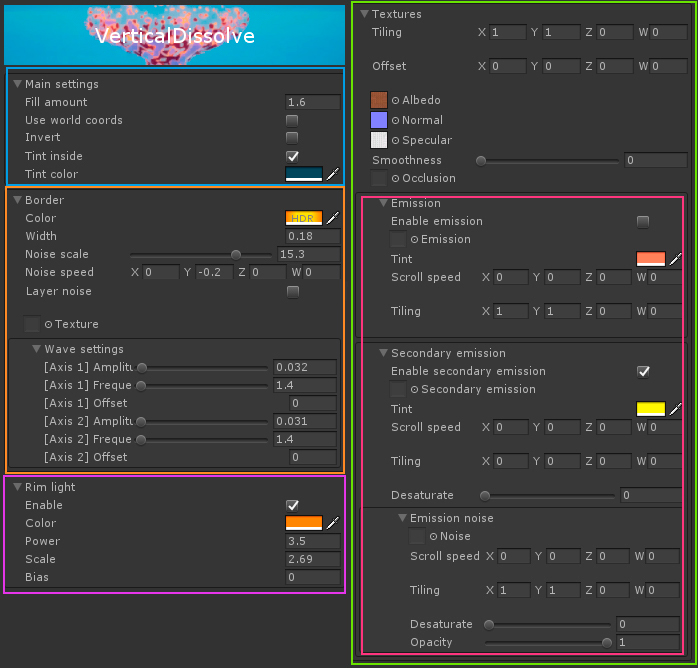 VerticalDissolve
Main settings
Fill amount 1.6
Use world coords
Invert
Tint inside
Tint color
Border
Color HDR
Width 0.18
Noise scale 15.3
Noise speed X 0 Y -0.2 Z 0 W 0
Layer noise
Texture
Wave settings
[Axis 1] Amplitu 0.032
[Axis 1] Freque 1.4
[Axis 1] Offset 0
[Axis 2] Amplitu 0.031
[Axis 2] Freque 1.4
[Axis 2] Offset 0
Rim light
Enable
Color
Power 3.5
Scale 2.69
Bias 0
Textures
Tiling X 1 Y 1 Z 0 W 0
Offset X 0 Y 0 Z 0 W 0
Albedo
Normal
Specular
Smoothness 0
Occlusion
Emission
Enable emission
Emission
Tint
Scroll speed X 0 Y 0 Z 0 W 0
Tiling X 1 Y 1 Z 0 W 0
Secondary emission
Enable secondary emission
Secondary emission
Tint
Scroll speed X 0 Y 0 Z 0 W 0
Tiling X 0 Y 0 Z 0 W 0
Desaturate 0
Emission noise
Noise
Scroll speed X 0 Y 0 Z 0 W 0
Tiling X 1 Y 1 Z 0 W 0
Desaturate 0
Opacity 1